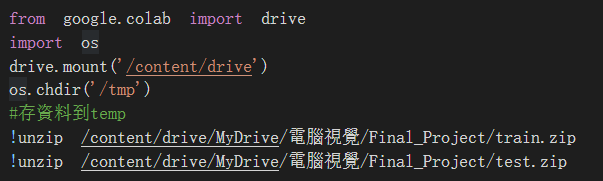 from google.colab import drive
import os
drive.mount('/content/drive')
os.chdir('/tmp')
#存資料到temp
!unzip /content/drive/MyDrive/電腦視覺/Final_Project/train.zip
!unzip /content/drive/MyDrive/電腦視覺/Final_Project/test.zip